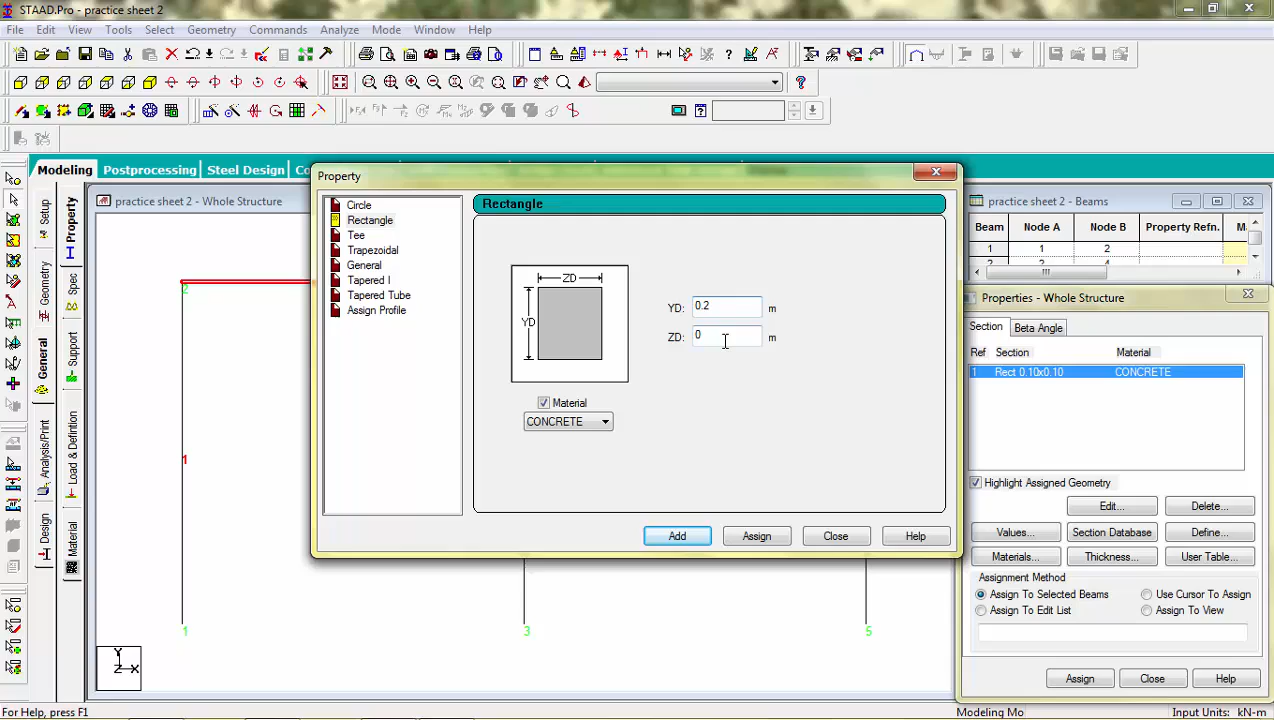 STAAD.Pro - practice sheet 2
File Edit View Tools Select Geometry Commands Analyze Mode Window Help
Modeling Postprocessing Steel Design
practice sheet 2 - Whole Structure
Setup
Property
Geometry
Spec
General
Support
Analysis/Print
Load & Definition
Design
Material
2
1
1
3
5
Y
Z X
Property
Circle
Rectangle
Tee
Trapezoidal
General
Tapered I
Tapered Tube
Assign Profile
Rectangle
ZD
YD
YD: 0.2 m
ZD: 0 m
Material
CONCRETE
Add Assign Close Help
practice sheet 2 - Beams
Beam Node A Node B Property Refn.
1 1 2
Properties - Whole Structure
Section Beta Angle
Ref Section Material
1 Rect 0.10x0.10 CONCRETE
Highlight Assigned Geometry
Edit... Delete...
Values... Section Database Define...
Materials... Thickness... User Table...
Assignment Method
Assign To Selected Beams Use Cursor To Assign
Assign To Edit List Assign To View
Assign Close Help
For Help, press F1
Modeling Mo Input Units: kN-m